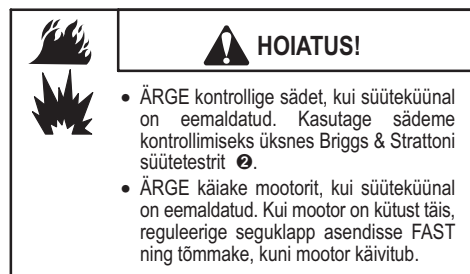 HOIATUS!
• ÄRGE kontrollige sädet, kui süüteküünal
on eemaldatud. Kasutage sädeme
kontrollimiseks üksnes Briggs & Strattoni
süütetestrit ❷.
• ÄRGE käiake mootorit, kui süüteküünal
on eemaldatud. Kui mootor on kütust täis,
reguleerige seguklapp asendisse FAST
ning tõmmake, kuni mootor käivitub.